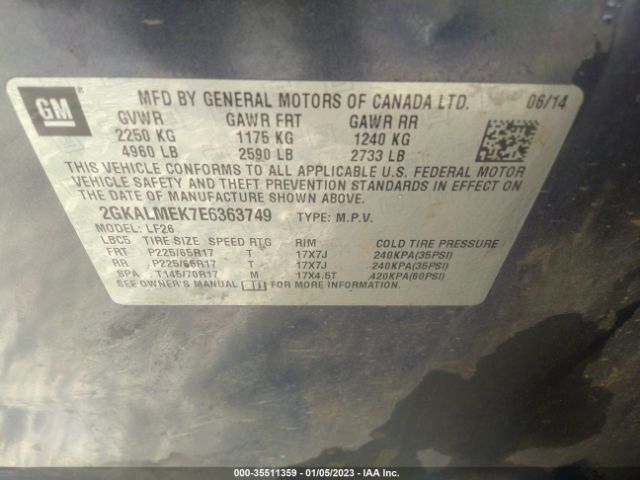 GM
MFD BY GENERAL MOTORS OF CANADA LTD. 06/14
GVWR GAWR FRT GAWR RR
2250 KG 1175 KG 1240 KG
4960 LB 2590 LB 2733 LB
THIS VEHICLE CONFORMS TO ALL APPLICABLE U.S. FEDERAL MOTOR
VEHICLE SAFETY AND THEFT PREVENTION STANDARDS IN EFFECT ON
THE DATE OF MANUFACTURE SHOWN ABOVE.
2GKALMEK7E6363749 TYPE: M.P.V.
MODEL: LF26
LBC5 TIRE SIZE SPEED RTG RIM COLD TIRE PRESSURE
FRT P225/65R17 T 17X7J 240KPA(35PSI)
RR P225/65R17 T 17X7J 240KPA(35PSI)
SPA T145/70R17 M 17X4.5T 420KPA(60PSI)
SEE OWNER'S MANUAL FOR MORE INFORMATION.
000-35511359 - 01/05/2023 - IAA Inc.